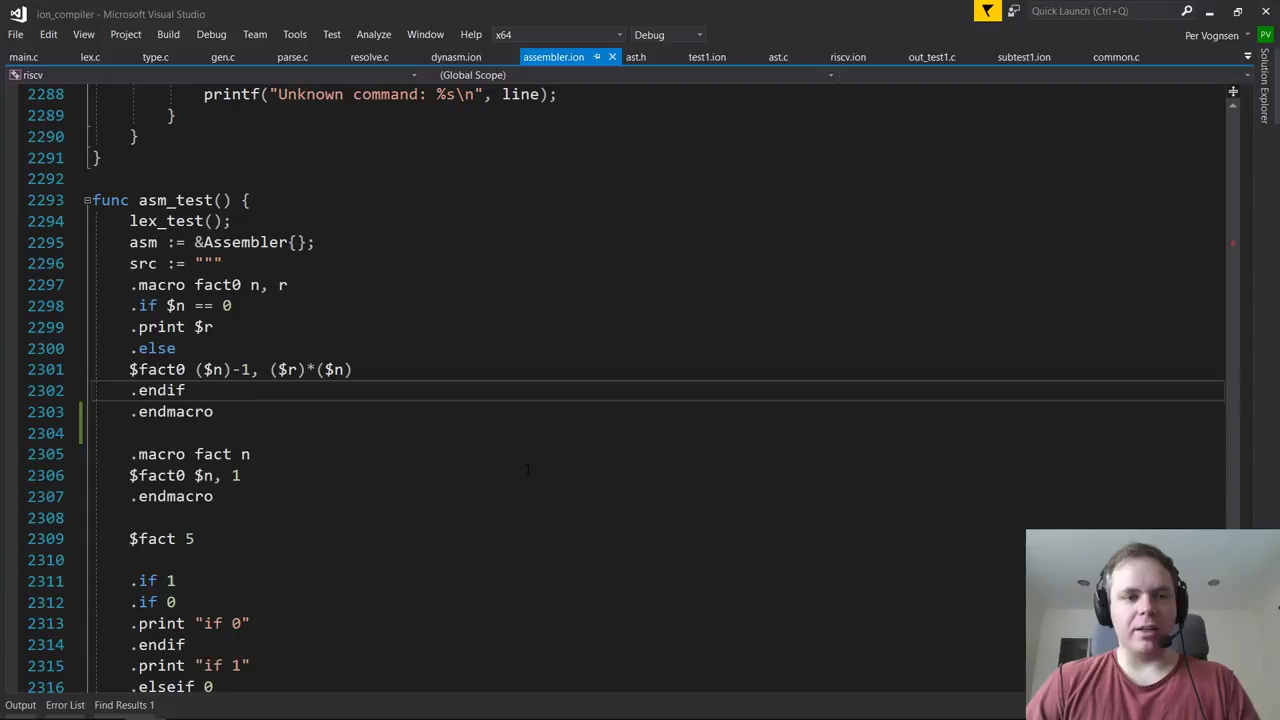 ion_compiler - Microsoft Visual Studio
Quick Launch (Ctrl+Q)
File Edit View Project Build Debug Team Tools Test Analyze Window Help x64 Debug
Per Vognsen PV
main.c lex.c type.c gen.c parse.c resolve.c dynasm.ion assembler.ion ast.h test1.ion ast.c riscv.ion out_test1.c subtest1.ion common.c
riscv (Global Scope)
Solution Explorer
2288 printf("Unknown command: %s\n", line);
2289 }
2290 }
2291 }
2292
2293 func asm_test() {
2294 lex_test();
2295 asm := &Assembler{};
2296 src := """
2297 .macro fact0 n, r
2298 .if $n == 0
2299 .print $r
2300 .else
2301 $fact0 ($n)-1, ($r)*($n)
2302 .endif
2303 .endmacro
2304
2305 .macro fact n
2306 $fact0 $n, 1
2307 .endmacro
2308
2309 $fact 5
2310
2311 .if 1
2312 .if 0
2313 .print "if 0"
2314 .endif
2315 .print "if 1"
2316 .elseif 0
Output Error List Find Results 1